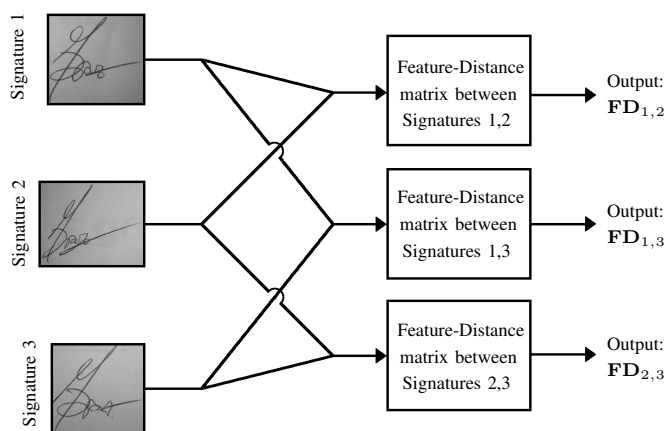 Signature 1
Feature-Distance
matrix between
Signatures 1,2
Output:
FD1,2
Signature 2
Feature-Distance
matrix between
Signatures 1,3
Output:
FD1,3
Signature 3
Feature-Distance
matrix between
Signatures 2,3
Output:
FD2,3